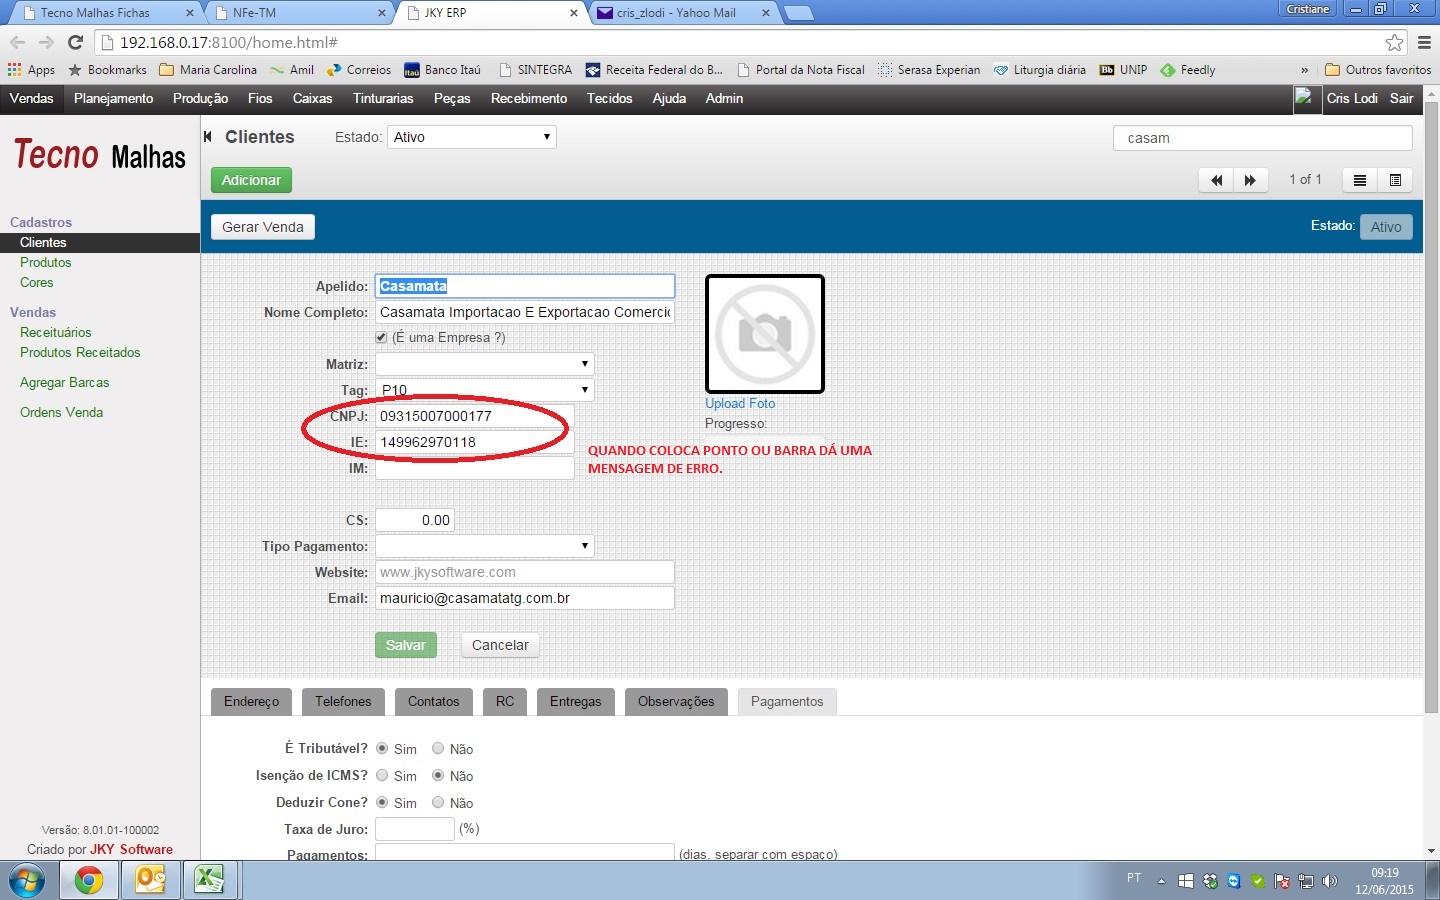 Tecno Malhas Fichas
NFe-TM
JKY ERP
cris_zlodi - Yahoo Mail
Cristiane
192.168.0.17:8100/home.html#
Apps
Bookmarks
Maria Carolina
Amil
Correios
Itaú
Banco Itaú
SINTEGRA
Receita Federal do B...
Portal da Nota Fiscal
Serasa Experian
Liturgia diária
Bb
UNIP
Feedly
»
Outros favoritos
Vendas
Planejamento
Produção
Fios
Caixas
Tinturarias
Peças
Recebimento
Tecidos
Ajuda
Admin
Cris Lodi
Sair
Tecno Malhas
Clientes
Estado:
Ativo
casam
Adicionar
1 of 1
Cadastros
Clientes
Produtos
Cores
Vendas
Receituários
Produtos Receitados
Agregar Barcas
Ordens Venda
Gerar Venda
Estado:
Ativo
Apelido: Casamata
Nome Completo: Casamata Importacao E Exportacao Comercio
(É uma Empresa ?)
Matriz:
Tag: P10
CNPJ: 09315007000177
IE: 149962970118
IM:
Upload Foto
Progresso:
QUANDO COLOCA PONTO OU BARRA DÁ UMA
MENSAGEM DE ERRO.
CS: 0.00
Tipo Pagamento:
Website: www.jkysoftware.com
Email: mauricio@casamatatg.com.br
Salvar
Cancelar
Endereço
Telefones
Contatos
RC
Entregas
Observações
Pagamentos
É Tributável? Sim Não
Isenção de ICMS? Sim Não
Deduzir Cone? Sim Não
Taxa de Juro: (%)
Pagamentos: (dias, separar com espaço)
Versão: 8.01.01-100002
Criado por JKY Software
PT
09:19
12/06/2015